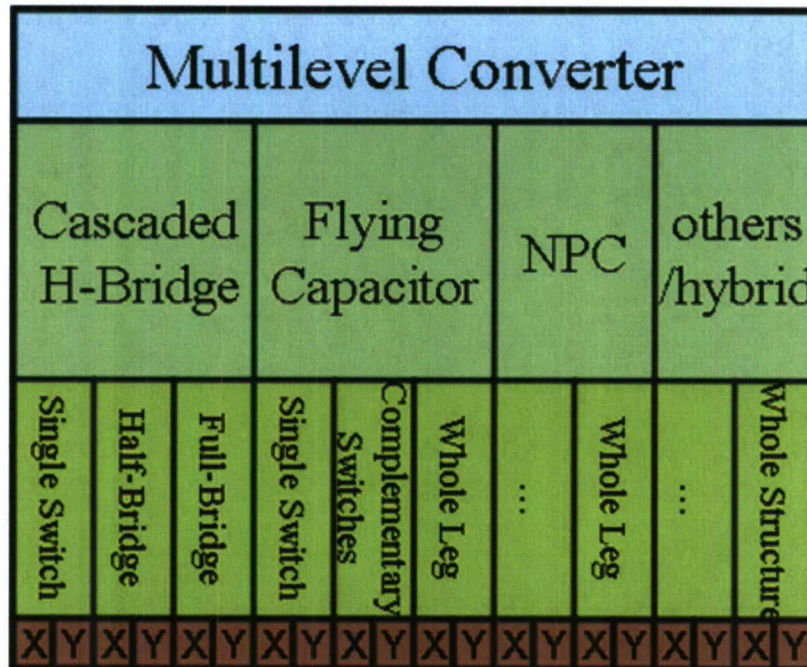 Multilevel Converter
Cascaded
H-Bridge
Flying
Capacitor
NPC
others
/hybrid
Single Switch
Half-Bridge
Full-Bridge
Single Switch
Complementary
Switches
Whole Leg
...
Whole Leg
...
Whole Structure
X Y X Y X Y X Y X Y X Y X Y X Y X Y X Y